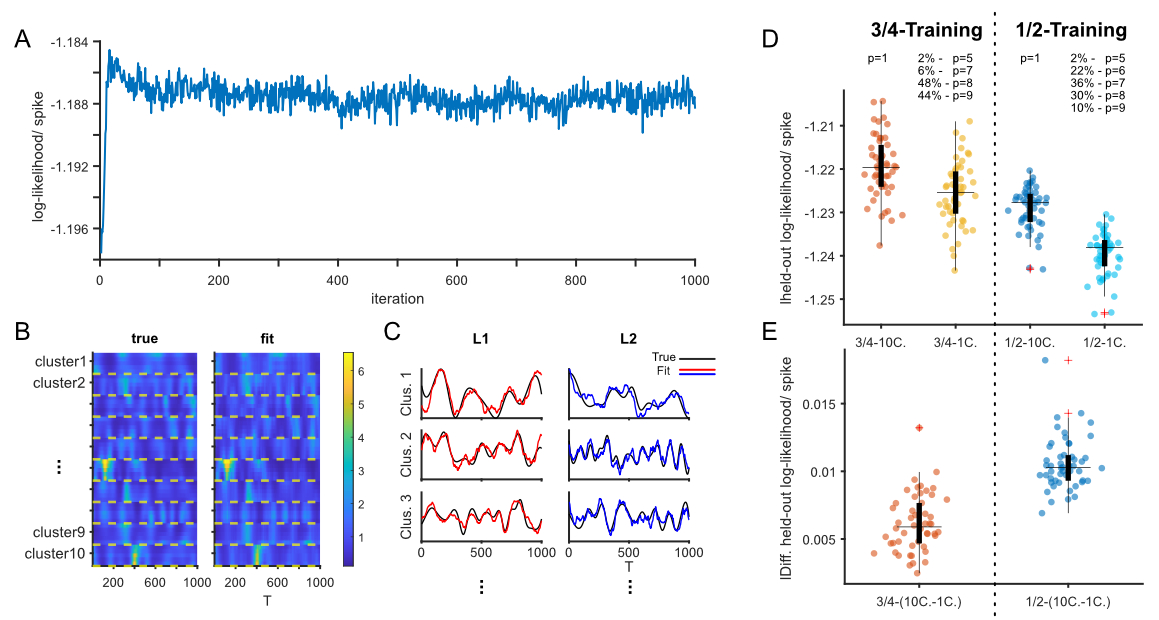 A
-1.184
-1.188
-1.192
-1.196
log-likelihood/ spike
0
200
400
600
800
1000
iteration
B
true
fit
cluster1
cluster2
...
cluster9
cluster10
200
600
1000
200
600
1000
T
6
5
4
3
2
1
C
L1
L2
True
Fit
Clus. 1
Clus. 2
Clus. 3
0
500
1000
0
500
1000
T
...
...
D
3/4-Training
1/2-Training
p=1
2% - p=5
6% - p=7
48% - p=8
44% - p=9
p=1
2% - p=5
22% - p=6
36% - p=7
30% - p=8
10% - p=9
-1.21
-1.22
-1.23
-1.24
-1.25
lheld-out log-likelihood/ spike
3/4-10C.
3/4-1C.
1/2-10C.
1/2-1C.
E
0.015
0.01
0.005
lDiff. held-out log-likelihood/ spike
3/4-(10C.-1C.)
1/2-(10C.-1C.)